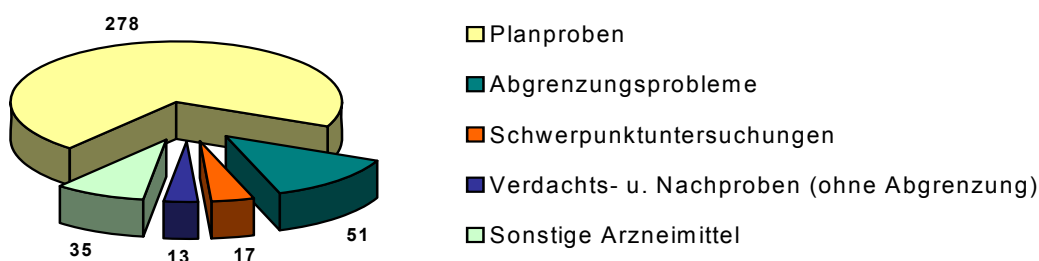 278
35
13
17
51
Planproben
Abgrenzungsprobleme
Schwerpunktuntersuchungen
Verdachts- u. Nachproben (ohne Abgrenzung)
Sonstige Arzneimittel